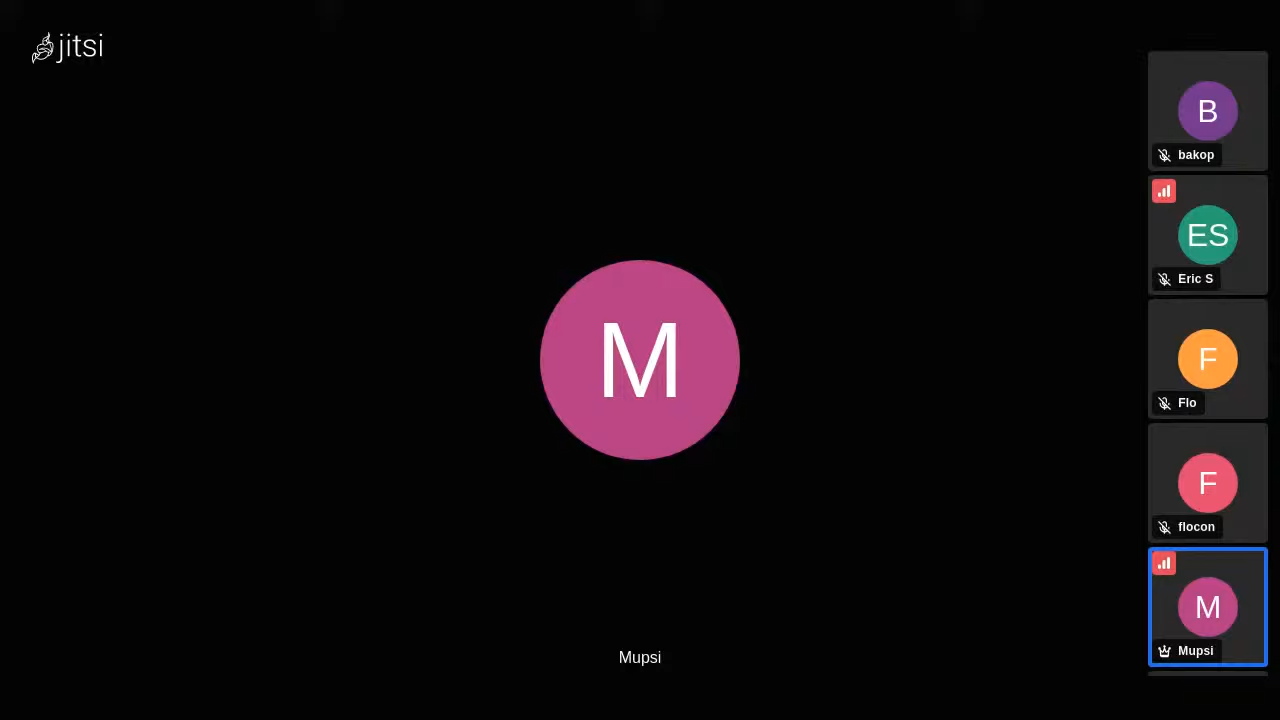 jitsi
B
bakop
ES
Eric S
F
Flo
F
flocon
M
Mupsi
M
Mupsi